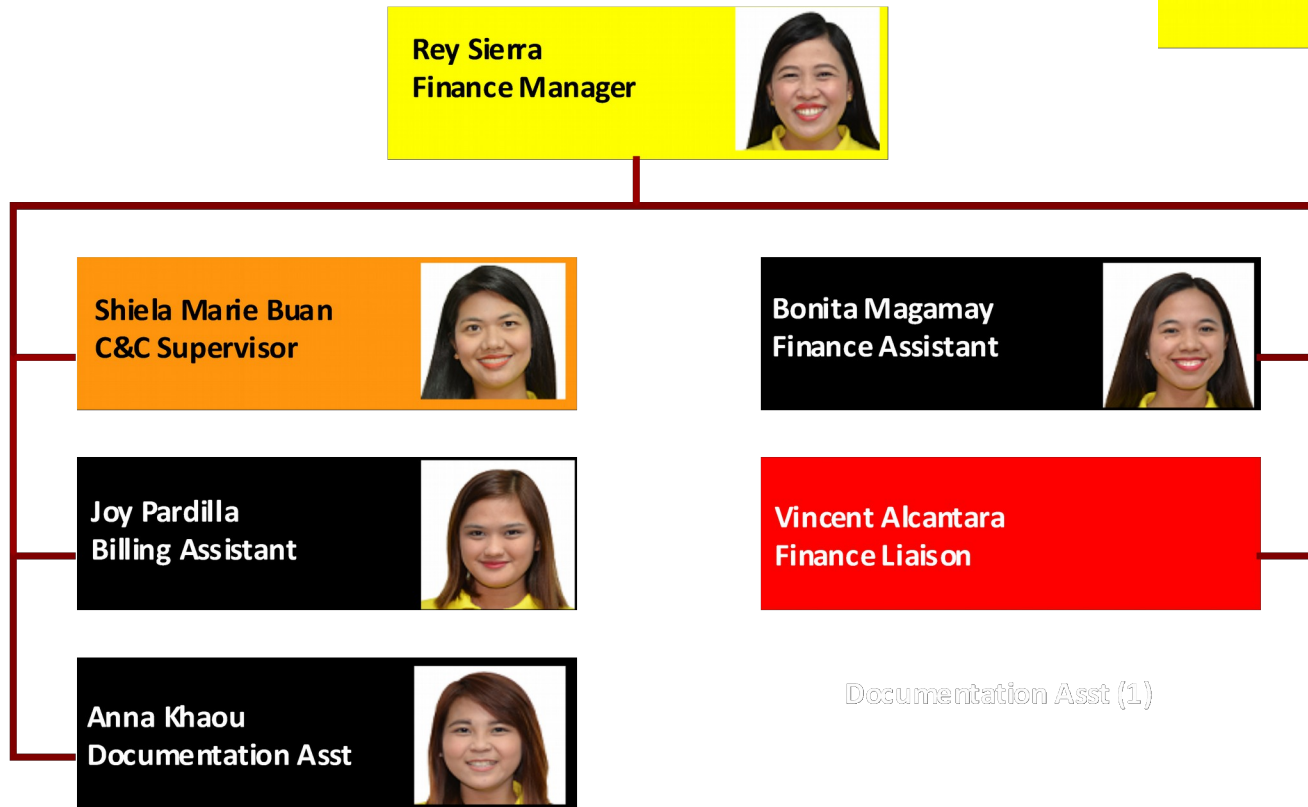 Rey Sierra
Finance Manager
Shiela Marie Buan
C&C Supervisor
Bonita Magamay
Finance Assistant
Joy Pardilla
Billing Assistant
Vincent Alcantara
Finance Liaison
Anna Khaou
Documentation Asst
Documentation Asst (1)